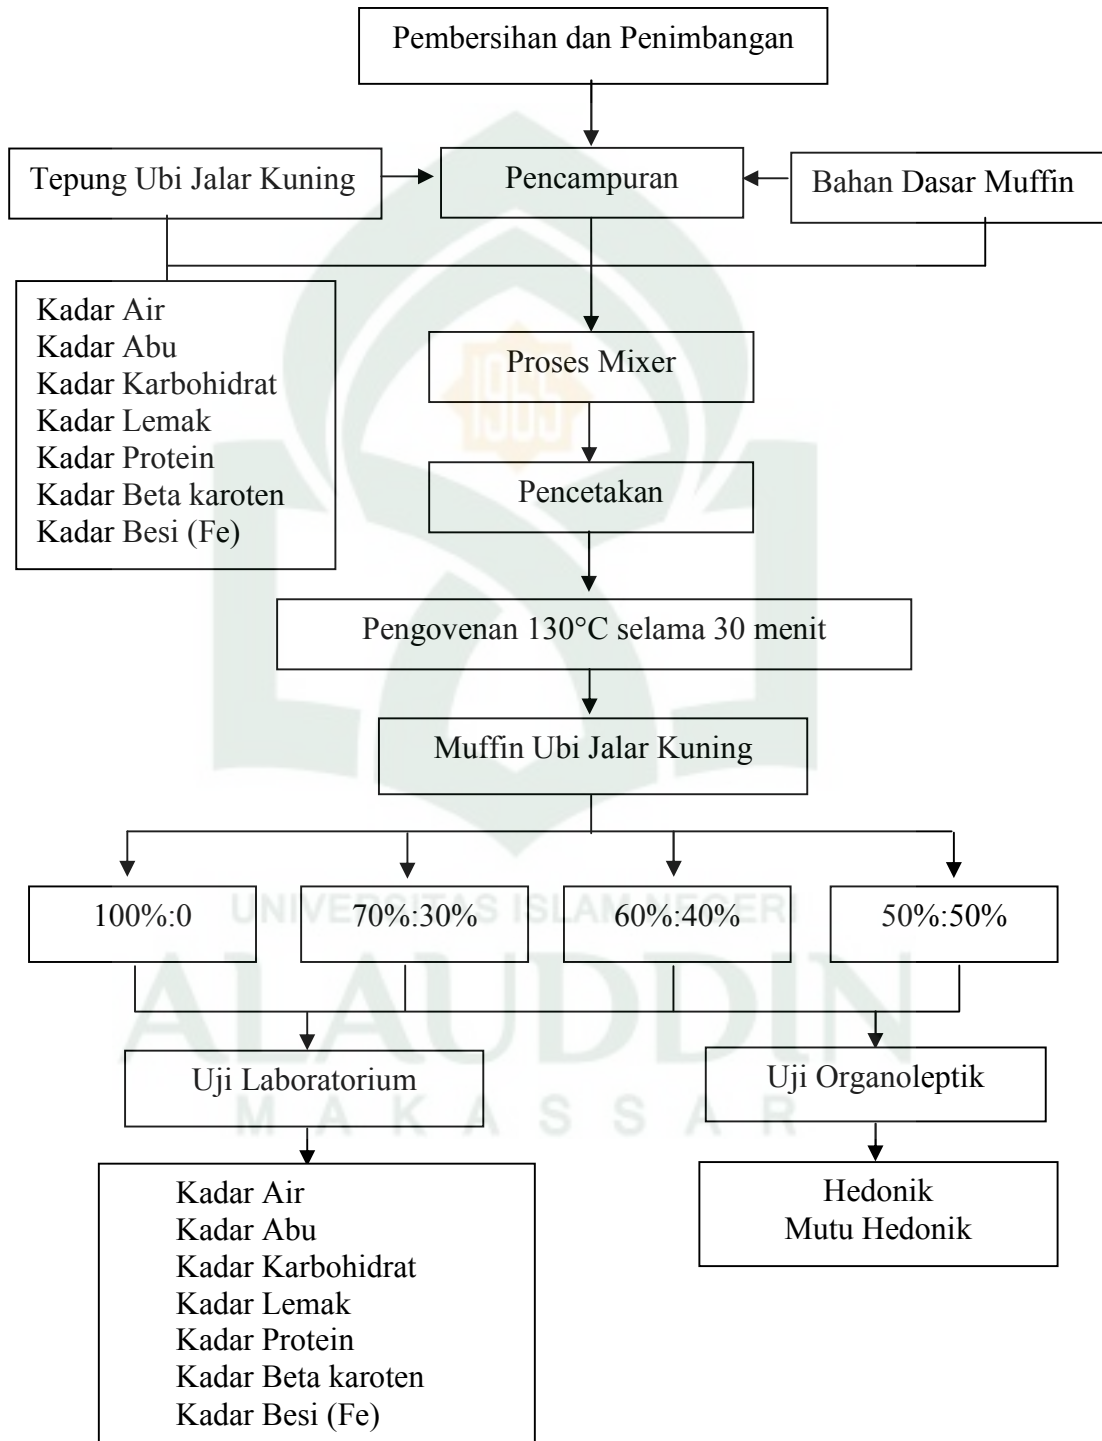 Pembersihan dan Penimbangan
Tepung Ubi Jalar Kuning
Pencampuran
Bahan Dasar Muffin
Kadar Air
Kadar Abu
Kadar Karbohidrat
Kadar Lemak
Kadar Protein
Kadar Beta karoten
Kadar Besi (Fe)
Proses Mixer
1965
Pencetakan
Pengovenan 130°C selama 30 menit
Muffin Ubi Jalar Kuning
100%:0
70%:30%
60%:40%
50%:50%
UNIVERSITAS ISLAM NEGERI
ALAUDDIN
MAKASSAR
Uji Laboratorium
Uji Organoleptik
Kadar Air
Kadar Abu
Kadar Karbohidrat
Kadar Lemak
Kadar Protein
Kadar Beta karoten
Kadar Besi (Fe)
Hedonik
Mutu Hedonik